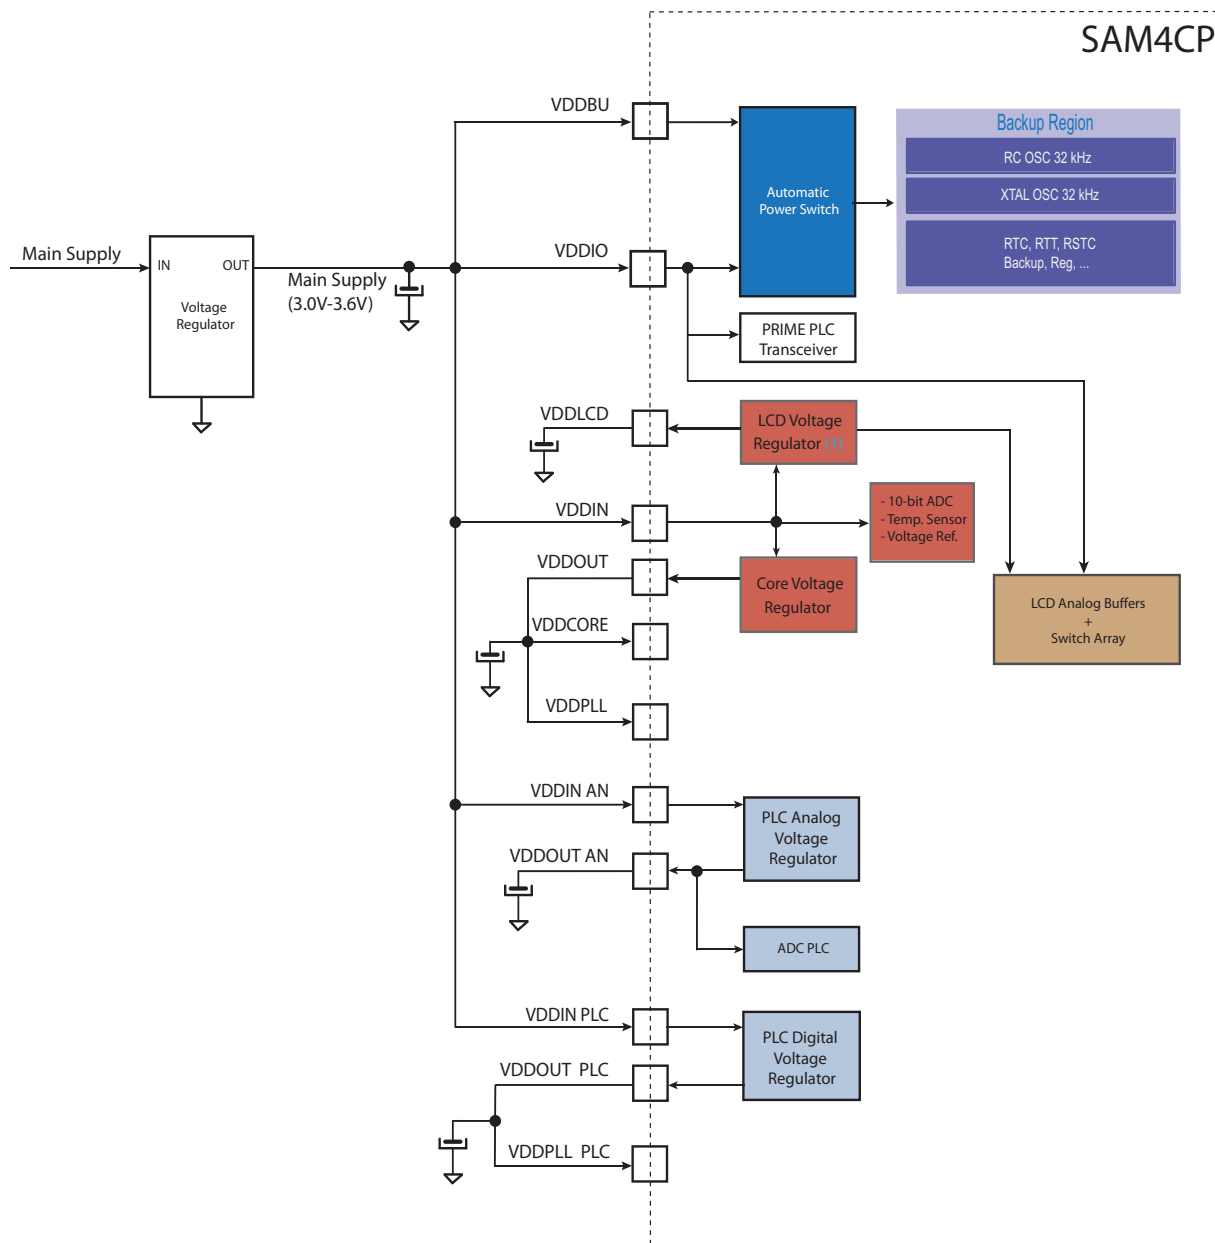 SAM4CP
VDDBU
Backup Region
RC OSC 32 kHz
XTAL OSC 32 kHz
Automatic
Power Switch
RTC, RTT, RSTC
Backup, Reg, ...
Main Supply
IN
OUT
Voltage
Regulator
Main Supply
(3.0V-3.6V)
VDDIO
PRIME PLC
Transceiver
VDDLCD
LCD Voltage
Regulator (1)
VDDIN
- 10-bit ADC
- Temp. Sensor
- Voltage Ref.
VDDOUT
Core Voltage
Regulator
VDDCORE
LCD Analog Buffers
+
Switch Array
VDDPLL
VDDIN AN
PLC Analog
Voltage
Regulator
VDDOUT AN
ADC PLC
VDDIN PLC
PLC Digital
Voltage
Regulator
VDDOUT PLC
VDDPLL PLC